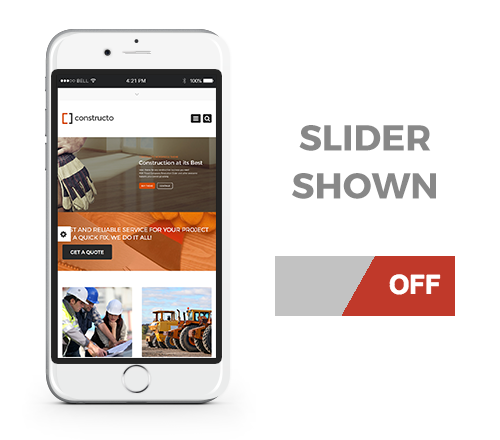 BELL
4:21 PM
100%
constructo
Construction at its Best
ST AND RELIABLE SERVICE FOR YOUR PROJECT
A QUICK FIX, WE DO IT ALL!
GET A QUOTE
SLIDER
SHOWN
OFF